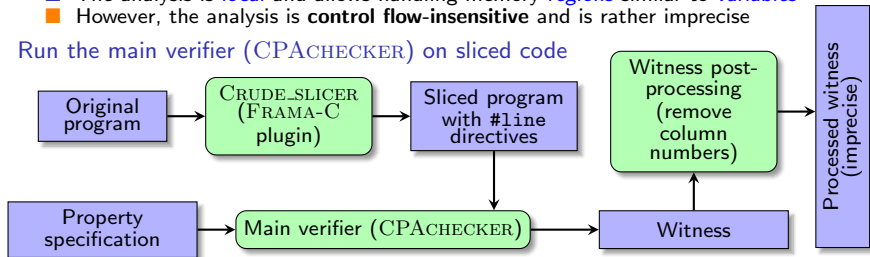 The analysis is local and allows handling memory regions similar to variables
However, the analysis is control flow-insensitive and is rather imprecise
Run the main verifier (CPACHECKER) on sliced code
Original
program
CRUDE_SLICER
(FRAMA-C
plugin)
Sliced program
with #line
directives
Witness post-
processing
(remove
column
numbers)
Processed witness
(imprecise)
Property
specification
Main verifier (CPACHECKER)
Witness